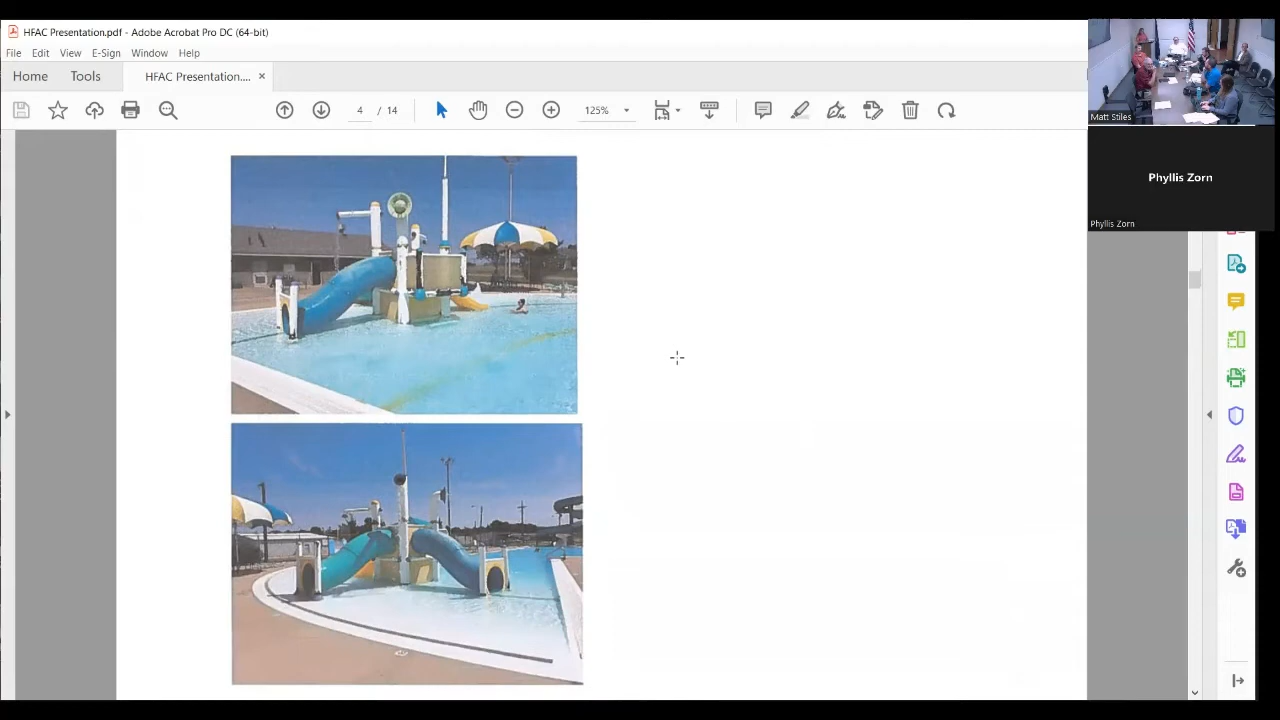 HFAC Presentation.pdf - Adobe Acrobat Pro DC (64-bit)
File Edit View E-Sign Window Help
Home Tools HFAC Presentation.... ×
4 / 14 125%
Matt Stiles
Phyllis Zorn
Phyllis Zorn